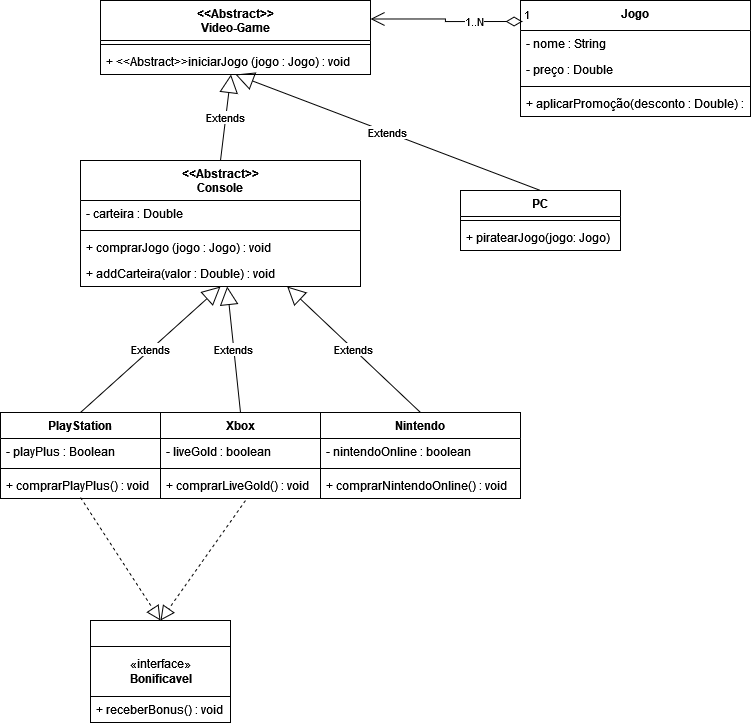 <<Abstract>>
Video-Game
+ <<Abstract>>iniciarJogo (jogo : Jogo) : void
1..N
1
Jogo
- nome : String
- preço : Double
+ aplicarPromoção(desconto : Double) :
Extends
Extends
<<Abstract>>
Console
- carteira : Double
+ comprarJogo (jogo : Jogo) : void
+ addCarteira(valor : Double) : void
PC
+ piratearJogo(jogo: Jogo)
Extends
Extends
Extends
PlayStation
- playPlus : Boolean
+ comprarPlayPlus() : void
Xbox
- liveGold : boolean
+ comprarLiveGold() : void
Nintendo
- nintendoOnline : boolean
+ comprarNintendoOnline() : void
«interface»
Bonificavel
+ receberBonus() : void